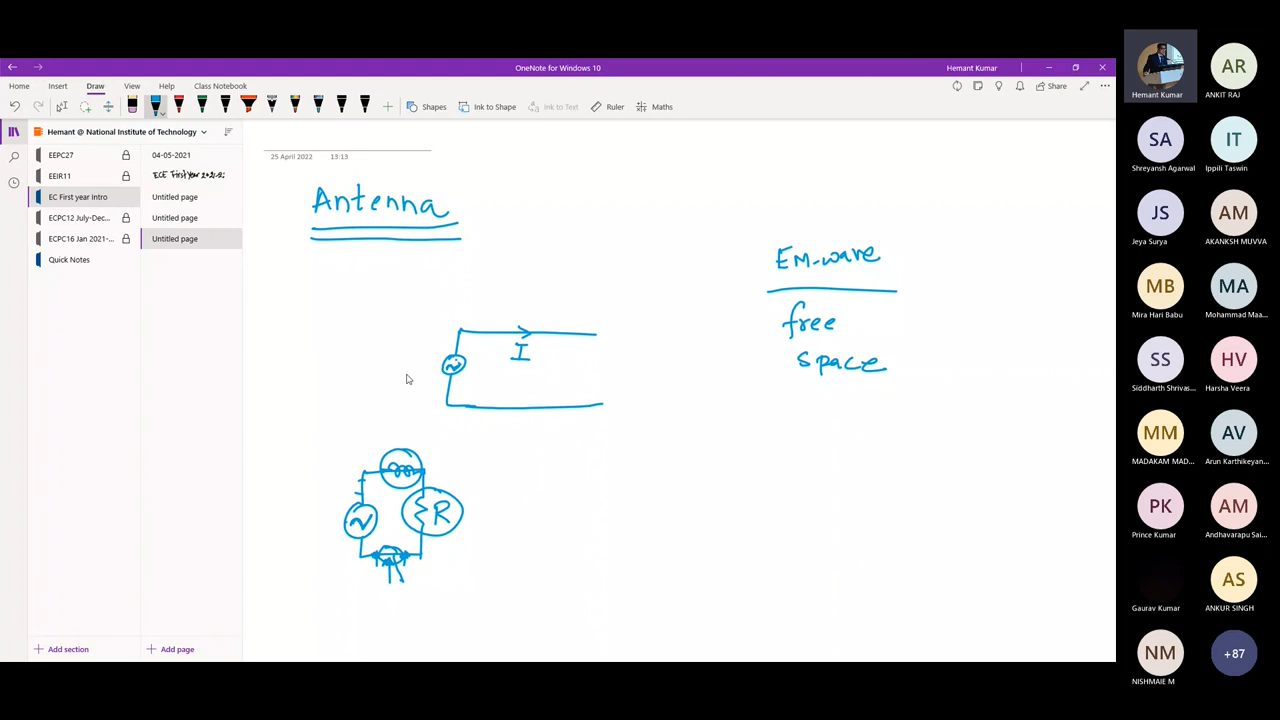 OneNote for Windows 10
Hemant Kumar
Home
Insert
Draw
View
Help
Class Notebook
Share
Shapes
Ink to Shape
Ink to Text
Ruler
Maths
Hemant @ National Institute of Technology
EEPC27
EEIR11
EC First year Intro
ECPC12 July-Dec...
ECPC16 Jan 2021-...
Quick Notes
04-05-2021
ECE First Year 2021-22
Untitled page
Untitled page
Untitled page
Add section
Add page
25 April 2022
13:13
Antenna
I
R
EM-wave
free
space
Hemant Kumar
AR
ANKIT RAJ
SA
Shreyansh Agarwal
IT
Ippili Taswin
JS
Jeya Surya
AM
AKANKSH MUVVA
MB
Mira Hari Babu
MA
Mohammad Maa...
SS
Siddharth Shrivas...
HV
Harsha Veera
MM
MADAKAM MAD...
AV
Arun Karthikeyan...
PK
Prince Kumar
AM
Andhavarapu Sai...
Gaurav Kumar
AS
ANKUR SINGH
NM
NISHMAIE M
+87